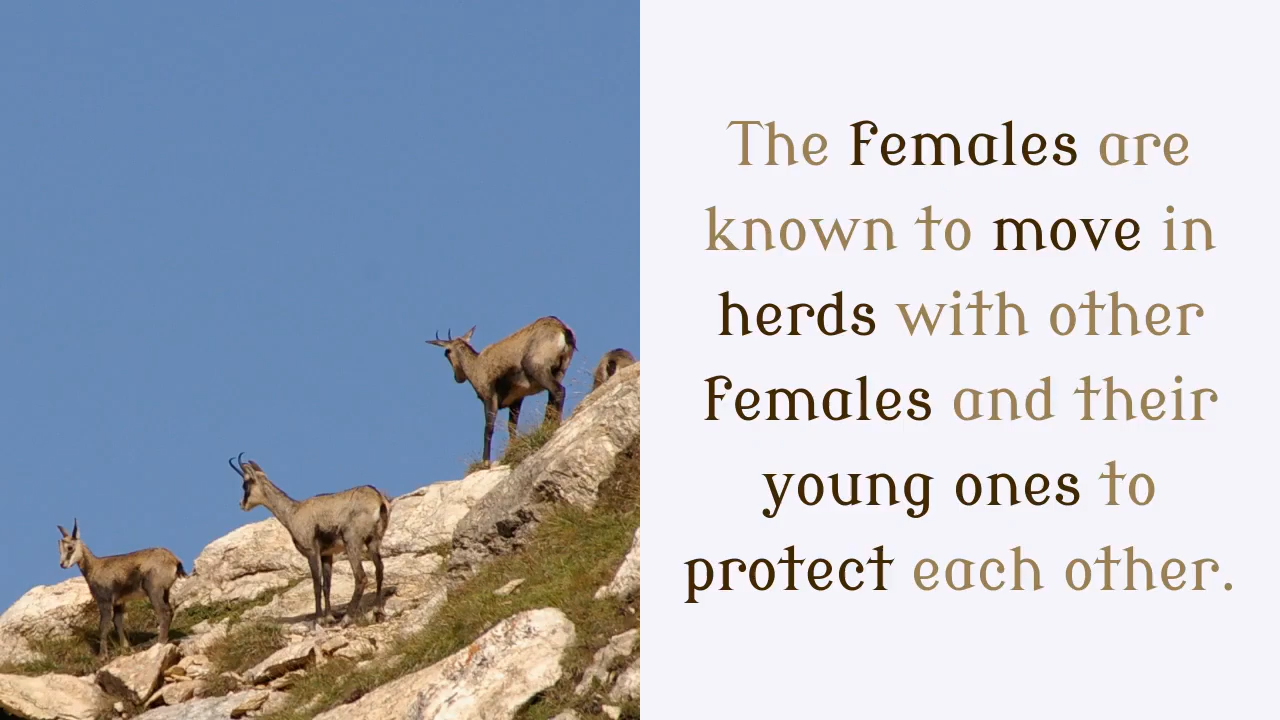 The females are
known to move in
herds with other
females and their
young ones to
protect each other.